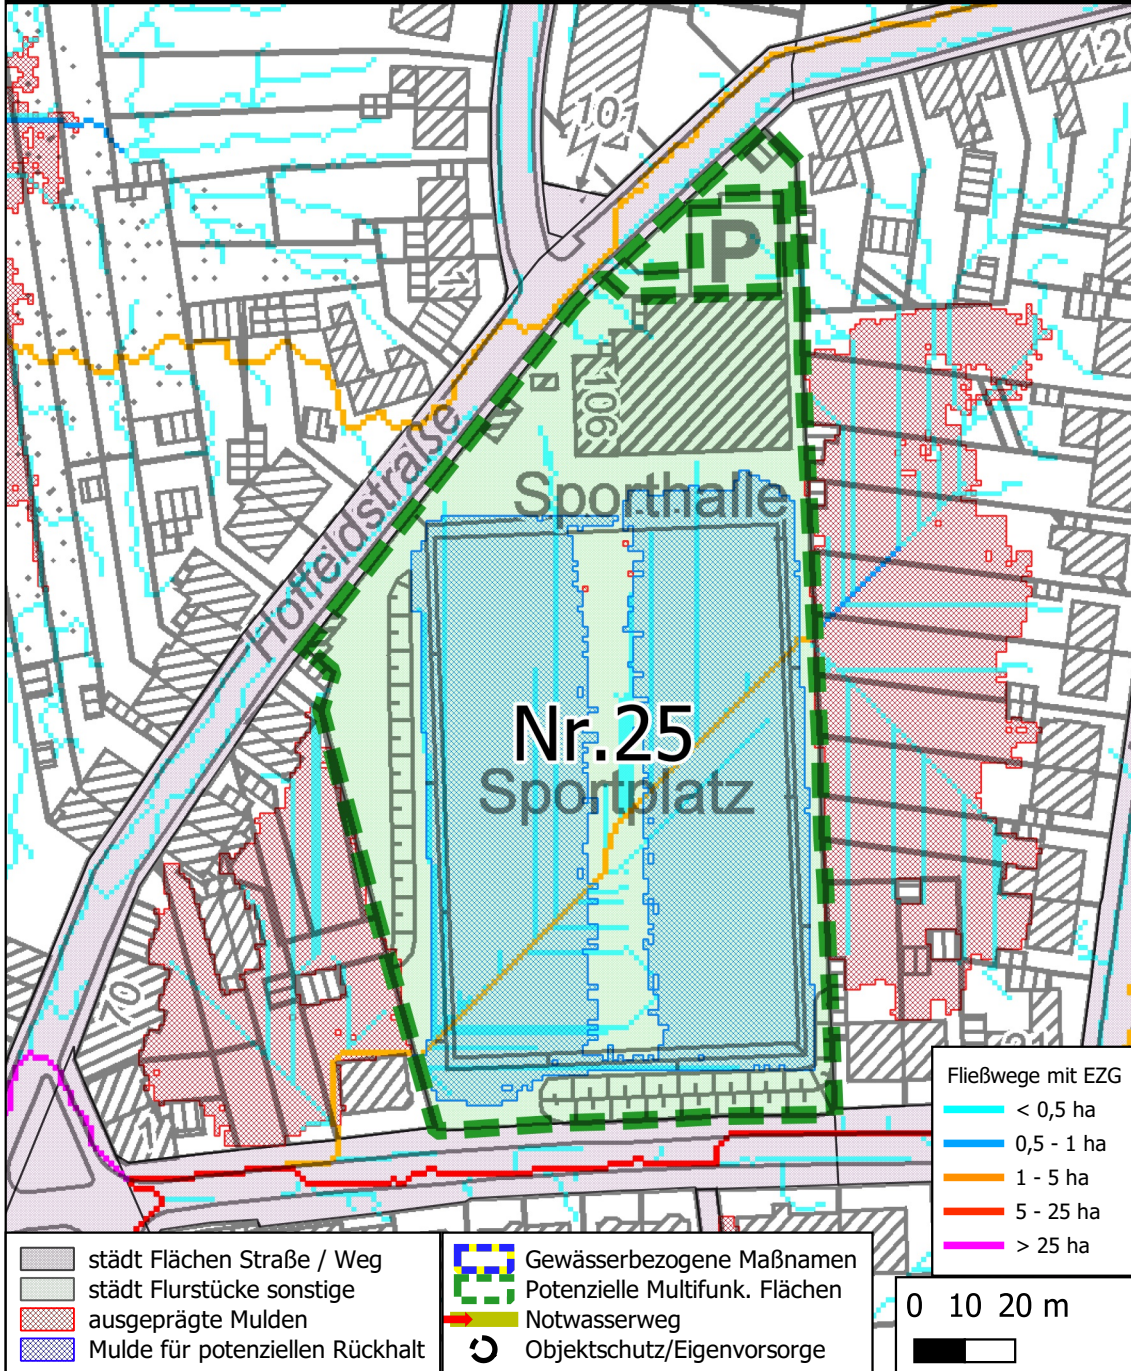 101
120
P
106
Hoffeldstraße
Sporthalle
Nr.25
Sportplatz
70
Fließwege mit EZG
< 0,5 ha
0,5 - 1 ha
1 - 5 ha
5 - 25 ha
> 25 ha
städt Flächen Straße / Weg
städt Flurstücke sonstige
ausgeprägte Mulden
Mulde für potenziellen Rückhalt
Gewässerbezogene Maßnamen
Potenzielle Multifunk. Flächen
Notwasserweg
Objektschutz/Eigenvorsorge
0 10 20 m